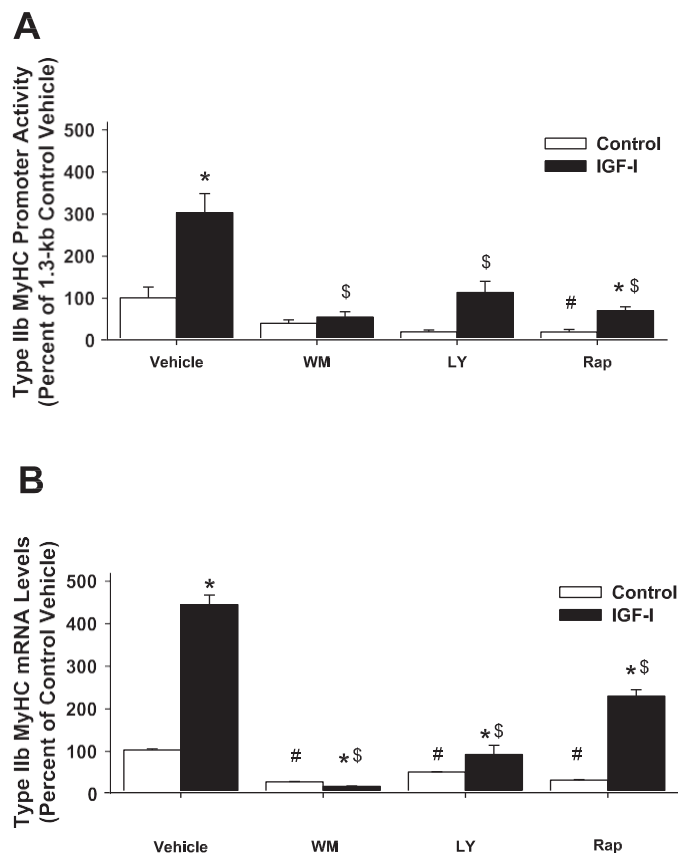 A
Type IIb MyHC Promoter Activity
(Percent of 1.3-kb Control Vehicle)
500
400
300
200
100
0
Control
IGF-I
*
$
$
#
* $
Vehicle
WM
LY
Rap
B
Type IIb MyHC mRNA Levels
(Percent of Control Vehicle)
500
400
300
200
100
0
Control
IGF-I
*
#
* $
#
* $
#
* $
Vehicle
WM
LY
Rap